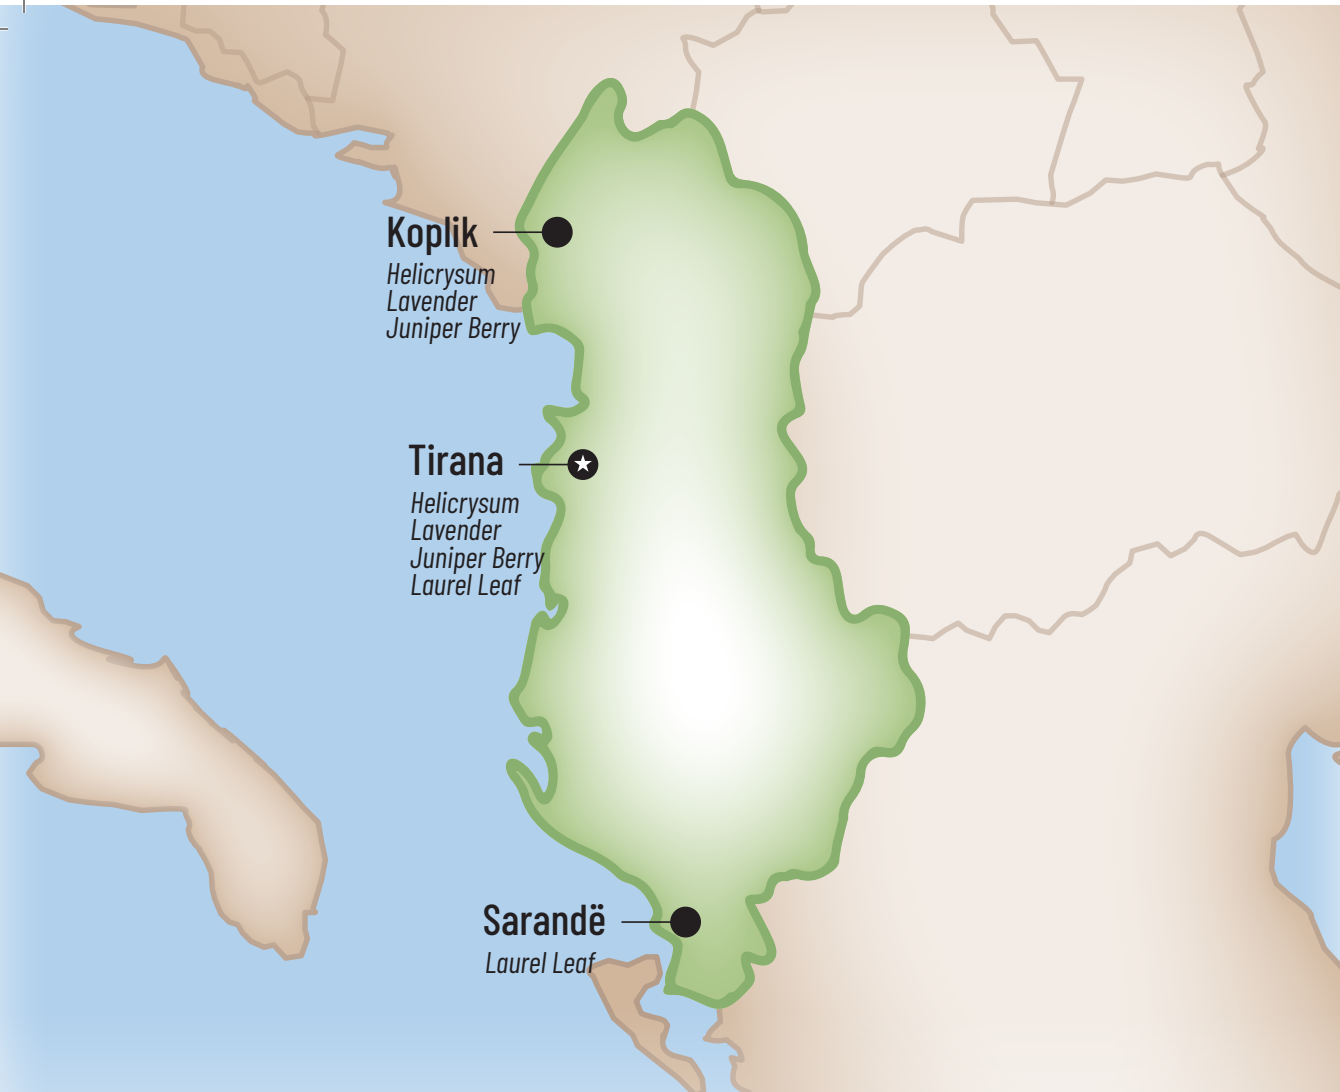 Koplik
Helicrysum
Lavender
Juniper Berry
Tirana
Helicrysum
Lavender
Juniper Berry
Laurel Leaf
Sarandë
Laurel Leaf